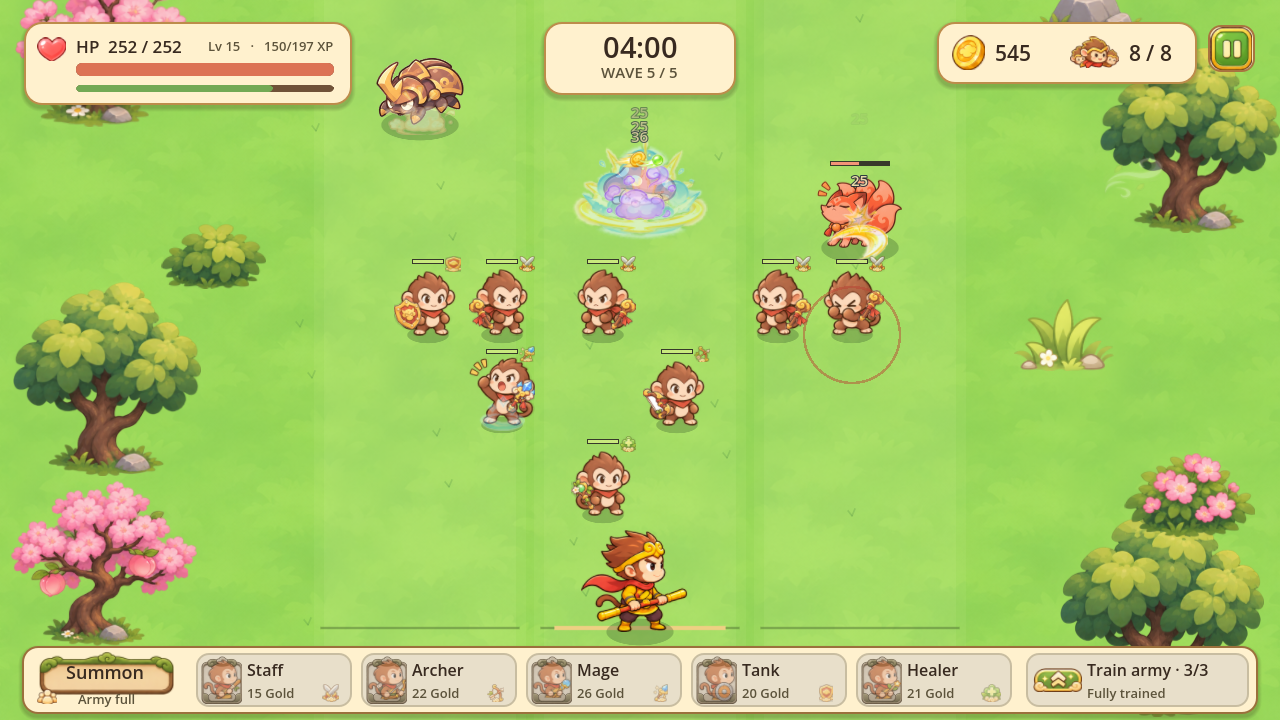 HP 252 / 252
Lv 15 · 150/197 XP
04:00
WAVE 5 / 5
545
8 / 8
25
25
36
25
Summon
Army full
Staff
15 Gold
Archer
22 Gold
Mage
26 Gold
Tank
20 Gold
Healer
21 Gold
Train army · 3/3
Fully trained